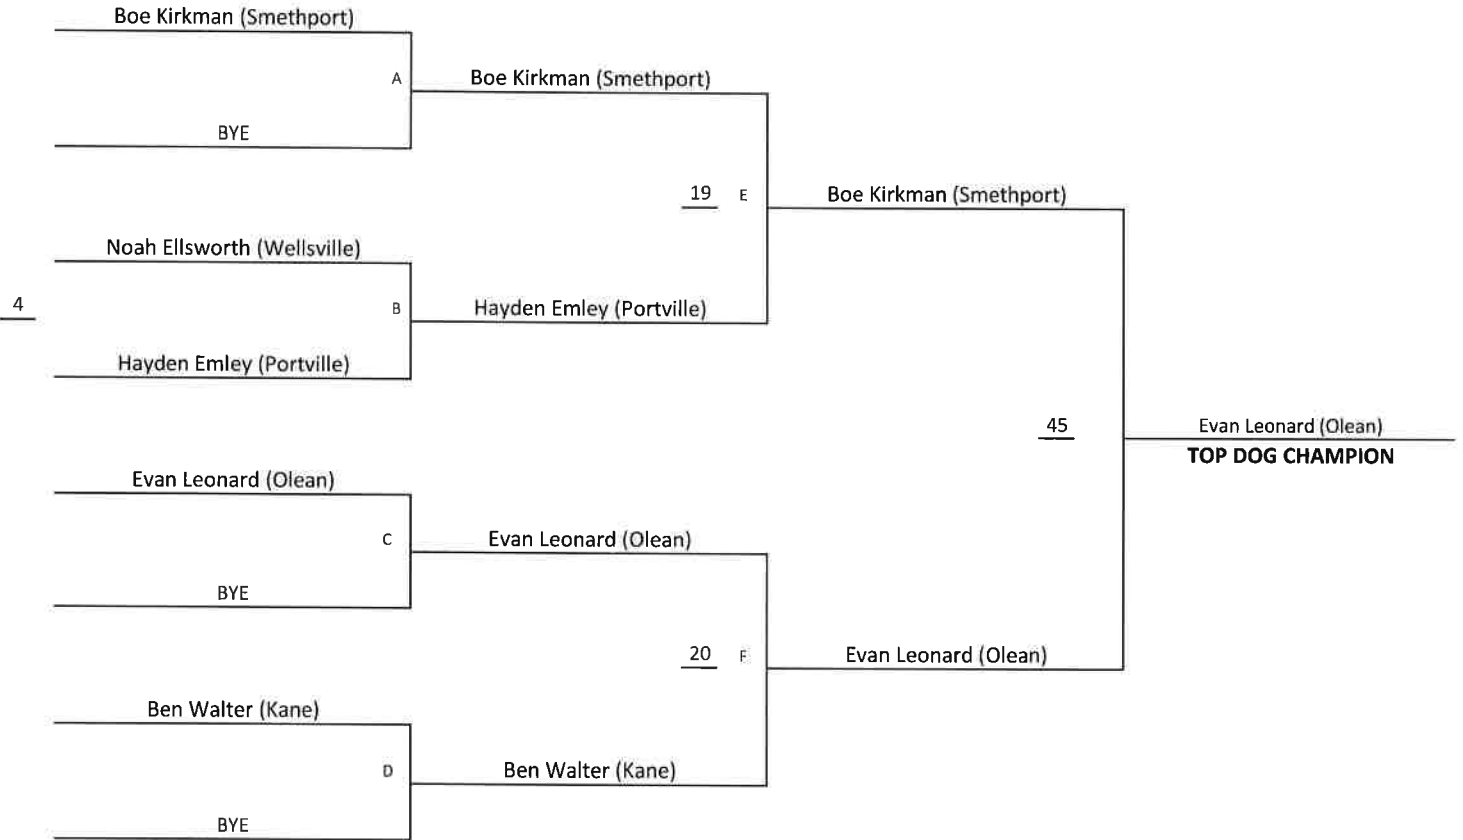 Boe Kirkman (Smethport)
A
Boe Kirkman (Smethport)
BYE
19
E
Boe Kirkman (Smethport)
Noah Ellsworth (Wellsville)
4
B
Hayden Emley (Portville)
Hayden Emley (Portville)
45
Evan Leonard (Olean)
TOP DOG CHAMPION
Evan Leonard (Olean)
C
Evan Leonard (Olean)
BYE
20
F
Evan Leonard (Olean)
Ben Walter (Kane)
D
Ben Walter (Kane)
BYE